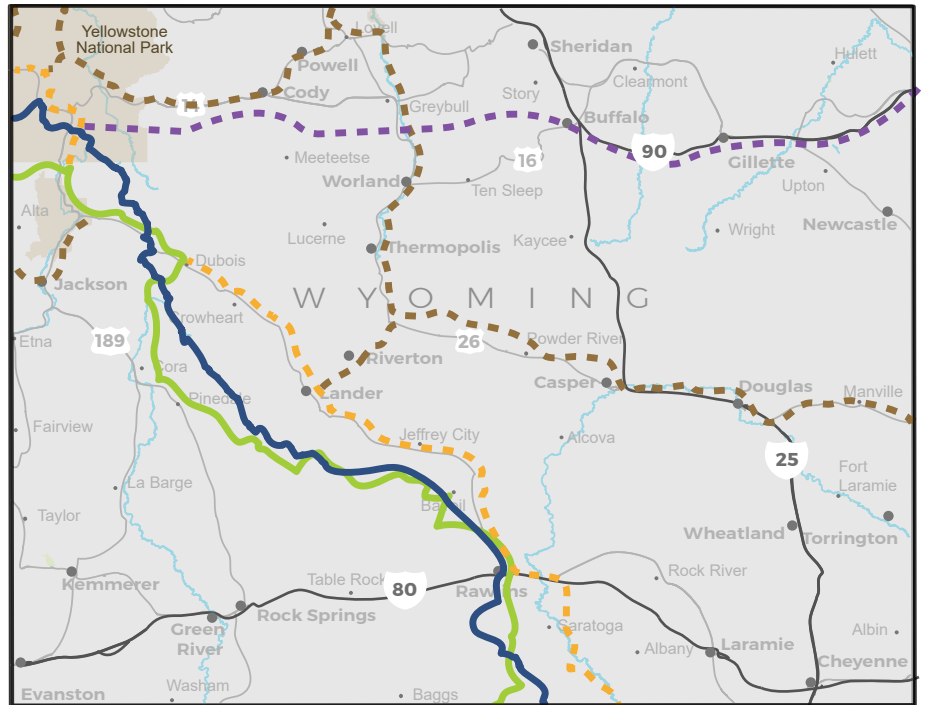 Yellowstone
National Park
Lovell
Sheridan
Powell
Hulett
Clearmont
Cody
Story
14
Greybull
Buffalo
90
Meeteetse
16
Gillette
Worland
Ten Sleep
Upton
Alta
Newcastle
Lucerne
Kaycee
Wright
Thermopolis
Dubois
Jackson
WYOMING
Crowheart
Etna
189
26
Powder River
Riverton
Cora
Casper
Douglas
Lander
Manville
Pinedale
Fairview
Jeffrey City
Alcova
25
Fort
Laramie
La Barge
Bairoil
Taylor
Wheatland
Torrington
Kemmerer
Table Rock
80
Rawlins
Rock River
Rock Springs
Green
River
Saratoga
Albin
Albany
Laramie
Cheyenne
Evanston
Washam
Baggs